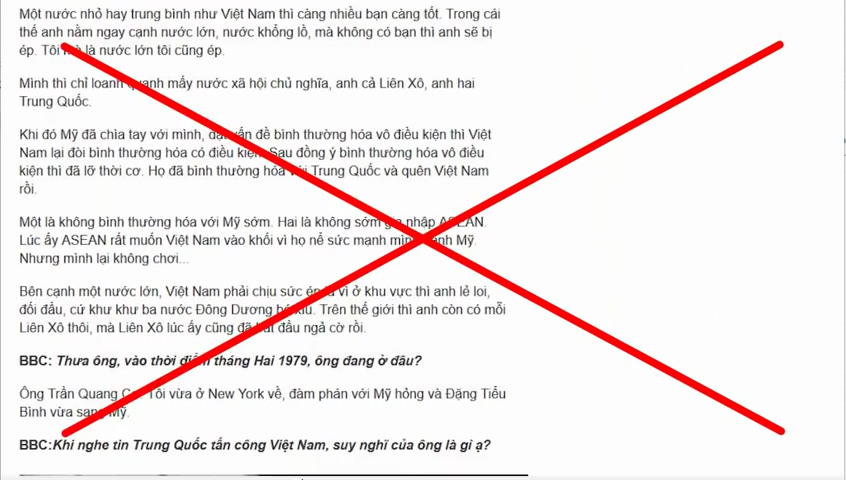 Một nước nhỏ hay trung bình như Việt Nam thì càng nhiều bạn càng tốt. Trong cái
thế anh nằm ngay cạnh nước lớn, nước khổng lồ, mà không có bạn thì anh sẽ bị
ép. Tôi mà là nước lớn tôi cũng ép.
Mình thì chỉ loanh quanh mấy nước xã hội chủ nghĩa, anh cả Liên Xô, anh hai
Trung Quốc.
Khi đó Mỹ đã chìa tay với mình, đặt vấn đề bình thường hóa vô điều kiện thì Việt
Nam lại đòi bình thường hóa có điều kiện. Sau đồng ý bình thường hóa vô điều
kiện thì đã lỡ thời cơ. Họ đã bình thường hóa với Trung Quốc và quên Việt Nam
rồi.
Một là không bình thường hóa với Mỹ sớm. Hai là không sớm gia nhập ASEAN.
Lúc ấy ASEAN rất muốn Việt Nam vào khối vì họ nể sức mạnh mình đánh Mỹ.
Nhưng mình lại không chơi...
Bên cạnh một nước lớn, Việt Nam phải chịu sức ép là vì ở khu vực thì anh lẻ loi,
đối đầu, cứ khư khư ba nước Đông Dương bé xíu. Trên thế giới thì anh còn có mỗi
Liên Xô thôi, mà Liên Xô lúc ấy cũng đã bắt đầu ngả cờ rồi.
BBC: Thưa ông, vào thời điểm tháng Hai 1979, ông đang ở đâu?
Ông Trần Quang Tôi vừa ở New York về, đàm phán với Mỹ hỏng và Đặng Tiểu
Bình vừa sang Mỹ.
BBC:Khi nghe tin Trung Quốc tấn công Việt Nam, suy nghĩ của ông là gì ạ?